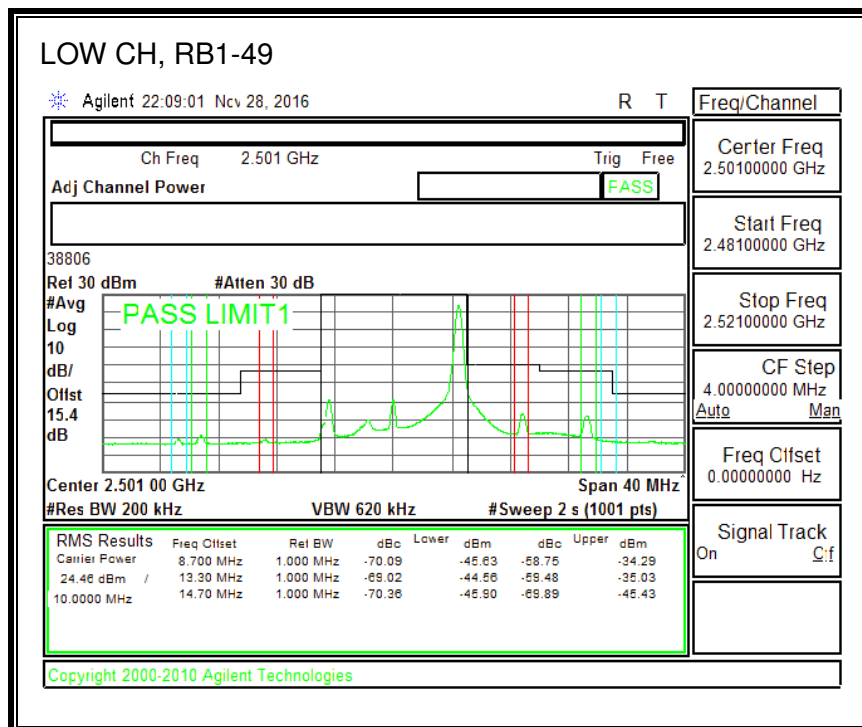 LOW CH, RB1-49
Agilent 22:09:01 Nov 28, 2016 R T
Freq/Channel
Ch Freq 2.501 GHz Trig Free
Adj Channel Power PASS
38806
Ref 30 dBm #Atten 30 dB
#Avg
Log
10
dB/
Offst
15.4
dB
PASS LIMIT1
Center 2.501 00 GHz Span 40 MHz
#Res BW 200 kHz VBW 620 kHz #Sweep 2 s (1001 pts)
RMS Results Freq Offset Ref BW dBc Lower dBm dBc Upper dBm
Carrier Power 8.700 MHz 1.000 MHz -70.09 -45.63 -58.75 -34.29
24.46 dBm / 13.30 MHz 1.000 MHz -69.02 -44.56 -59.48 -35.03
10.0000 MHz 14.70 MHz 1.000 MHz -70.36 -45.90 -69.89 -45.43
Copyright 2000-2010 Agilent Technologies
Center Freq
2.50100000 GHz
Start Freq
2.48100000 GHz
Stop Freq
2.52100000 GHz
CF Step
4.00000000 MHz
Auto Man
Freq Offset
0.00000000 Hz
Signal Track
On Off